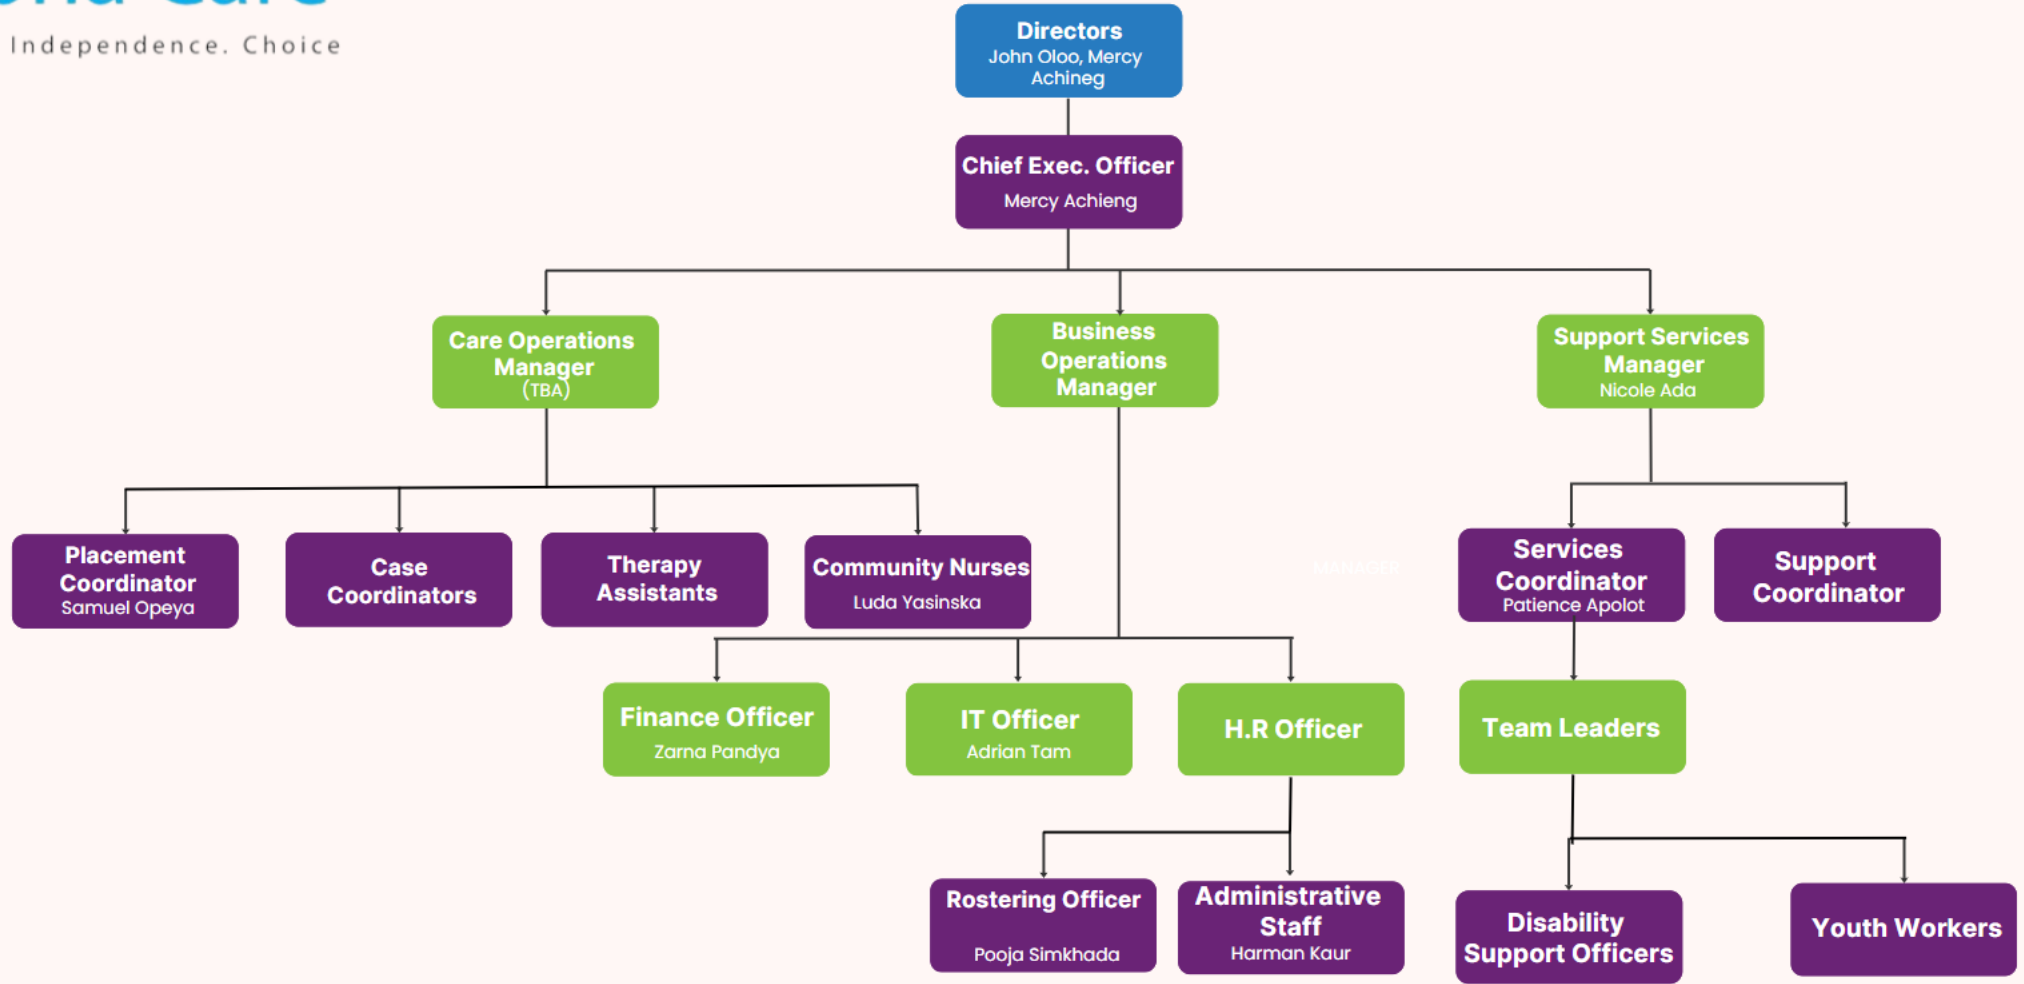 Care
Independence. Choice
Directors
John Oloo, Mercy
Achineg
Chief Exec. Officer
Mercy Achieng
Care Operations
Manager
(TBA)
Business
Operations
Manager
Support Services
Manager
Nicole Ada
Placement
Coordinator
Samuel Opeya
Case
Coordinators
Therapy
Assistants
Community Nurses
Luda Yasinska
MANAGER
Services
Coordinator
Patience Apolot
Support
Coordinator
Finance Officer
Zarna Pandya
IT Officer
Adrian Tam
H.R Officer
Team Leaders
Rostering Officer
Pooja Simkhada
Administrative
Staff
Harman Kaur
Disability
Support Officers
Youth Workers